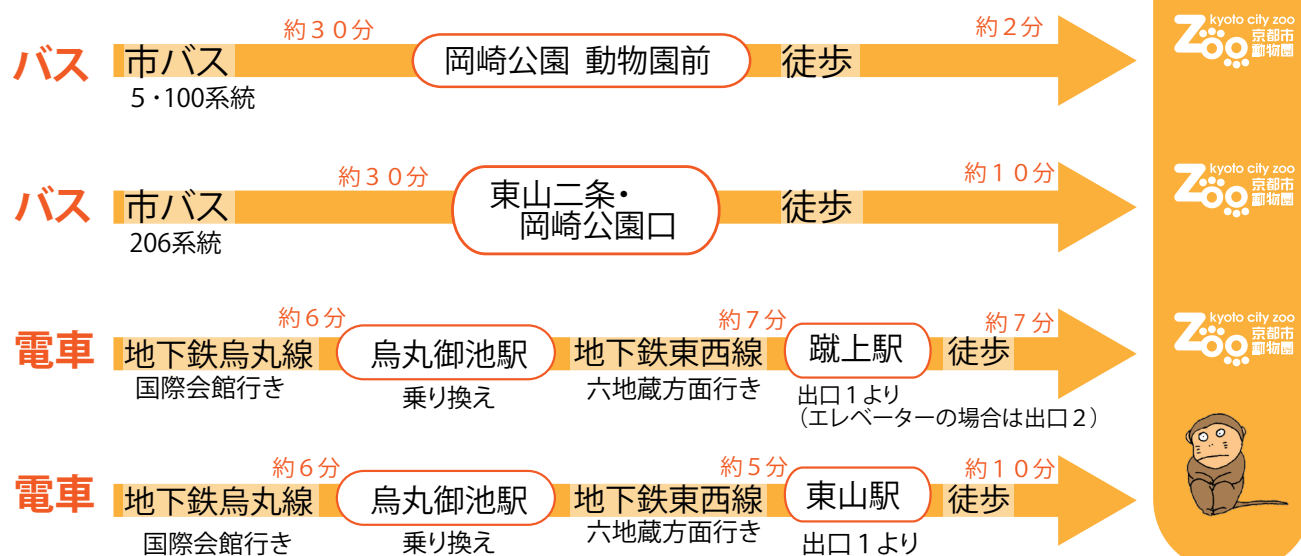 約30分
約2分
バス 市バス 岡崎公園 動物園前 徒歩
5・100系統
kyoto city zoo
Zoo 京都市
動物園
約30分
約10分
バス 市バス 東山二条・
岡崎公園口
徒歩
206系統
kyoto city zoo
Zoo 京都市
動物園
約6分
約7分
約7分
電車 地下鉄烏丸線 烏丸御池駅 地下鉄東西線 蹴上駅 徒歩
国際会館行き 乗り換え 六地蔵方面行き 出口1より
（エレベーターの場合は出口2）
kyoto city zoo
Zoo 京都市
動物園
約6分
約5分
約10分
電車 地下鉄烏丸線 烏丸御池駅 地下鉄東西線 東山駅 徒歩
国際会館行き 乗り換え 六地蔵方面行き 出口1より